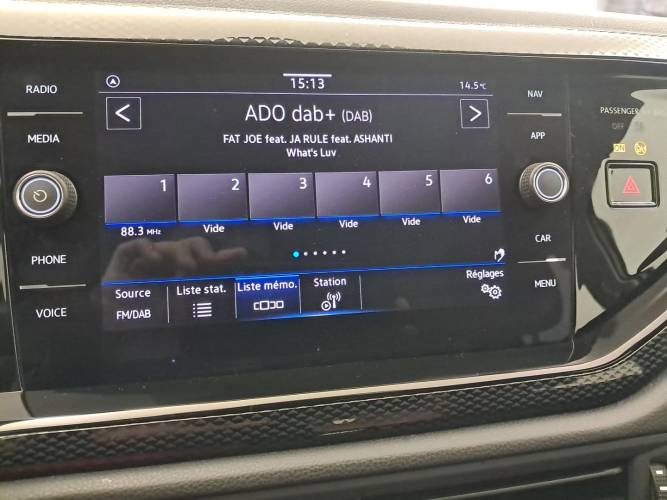 RADIO
MEDIA
PHONE
VOICE
15:13
14.5°C
ADO dab+ (DAB)
FAT JOE feat. JA RULE feat. ASHANTI
What's Luv
1 2 3 4 5 6
88.3 MHz Vide Vide Vide Vide Vide
Source
FM/DAB
Liste stat.
Liste mémo.
Station
Réglages
NAV
APP
CAR
MENU
PASSENGER
OFF
ON